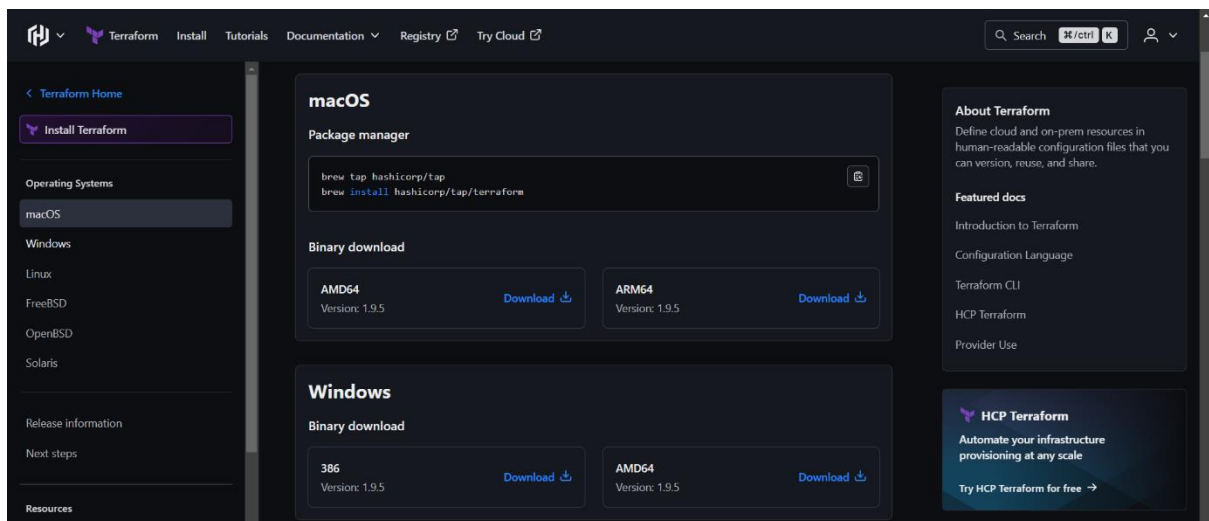 Terraform
Install
Tutorials
Documentation
Registry
Try Cloud
Search
⌘/ctrl
K
Terraform Home
Install Terraform
Operating Systems
macOS
Windows
Linux
FreeBSD
OpenBSD
Solaris
Release information
Next steps
Resources
macOS
Package manager
brew tap hashicorp/tap
brew install hashicorp/tap/terraform
Binary download
AMD64
Version: 1.9.5
Download
ARM64
Version: 1.9.5
Download
Windows
Binary download
386
Version: 1.9.5
Download
AMD64
Version: 1.9.5
Download
About Terraform
Define cloud and on-prem resources in
human-readable configuration files that you
can version, reuse, and share.
Featured docs
Introduction to Terraform
Configuration Language
Terraform CLI
HCP Terraform
Provider Use
HCP Terraform
Automate your infrastructure
provisioning at any scale
Try HCP Terraform for free →